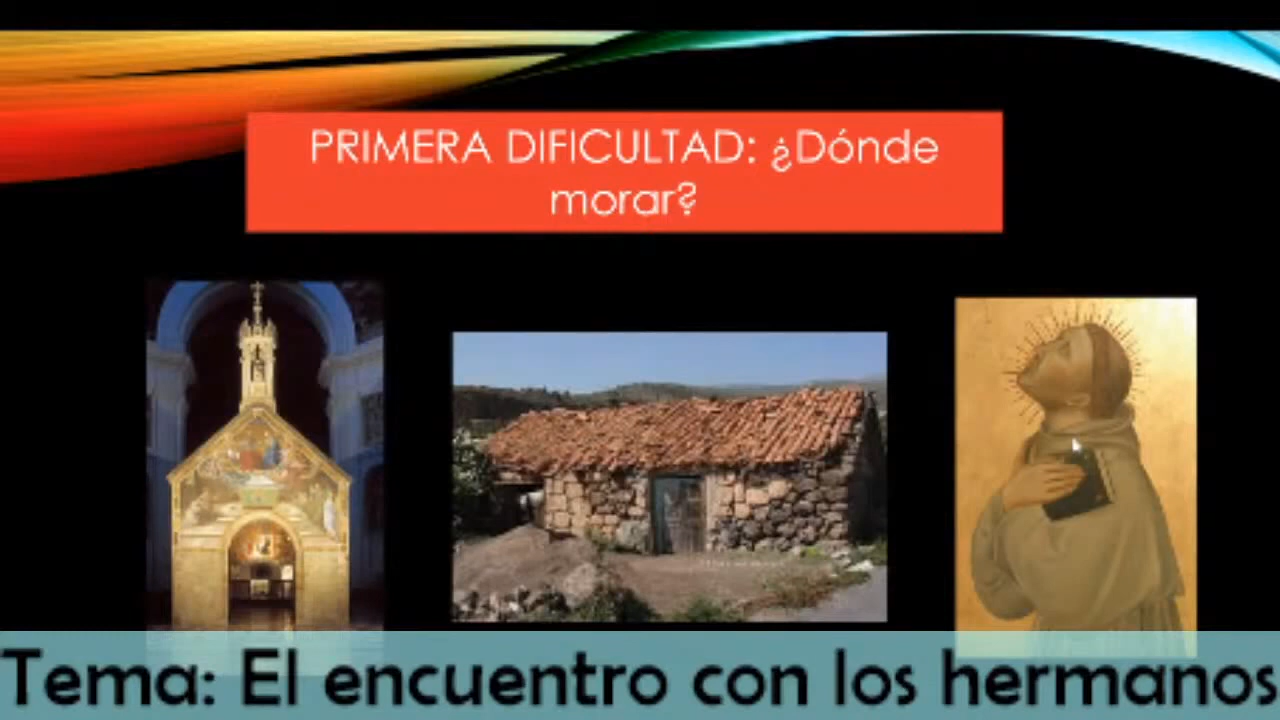 PRIMERA DIFICULTAD: ¿Dónde
morar?
Tema: El encuentro con los hermanos